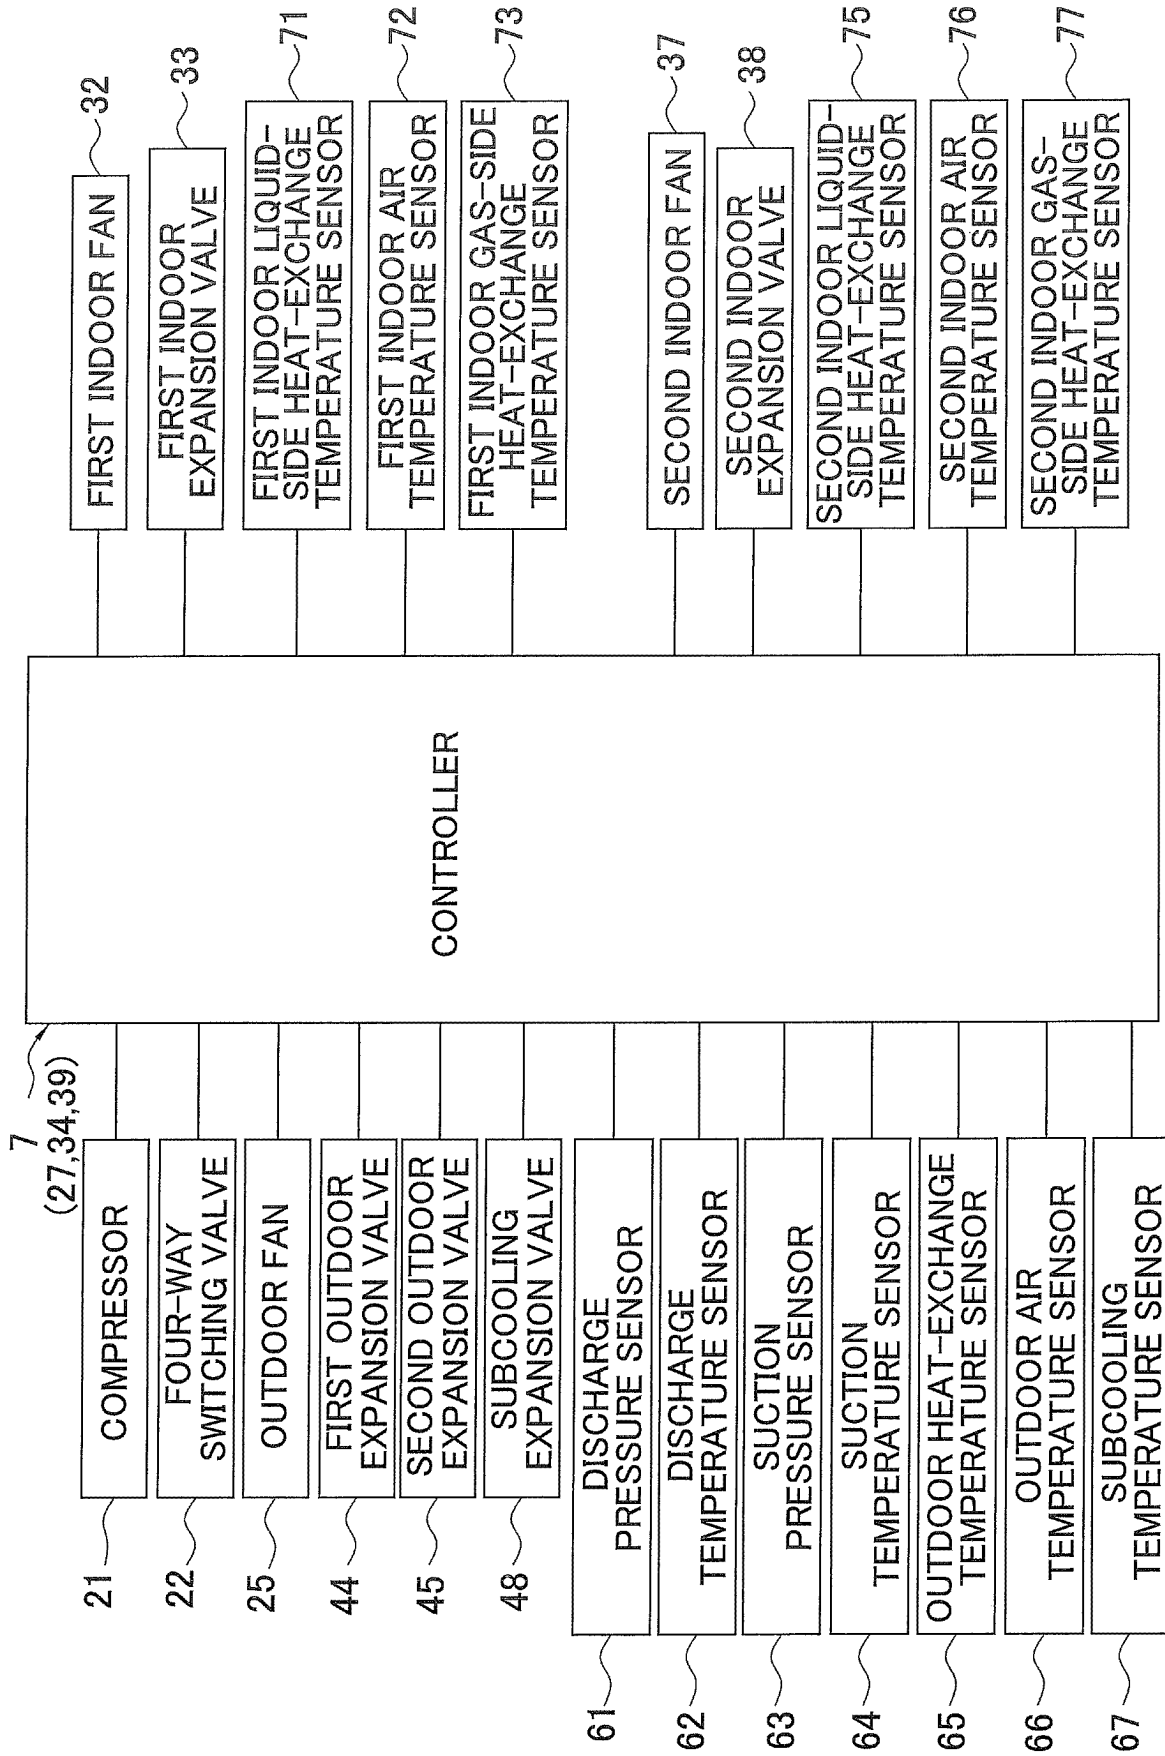 7
(27,34,39)
CONTROLLER
21
COMPRESSOR
22
FOUR-WAY
SWITCHING VALVE
25
OUTDOOR FAN
44
FIRST OUTDOOR
EXPANSION VALVE
45
SECOND OUTDOOR
EXPANSION VALVE
48
SUBCOOLING
EXPANSION VALVE
61
DISCHARGE
PRESSURE SENSOR
62
DISCHARGE
TEMPERATURE SENSOR
63
SUCTION
PRESSURE SENSOR
64
SUCTION
TEMPERATURE SENSOR
65
OUTDOOR HEAT-EXCHANGE
TEMPERATURE SENSOR
66
OUTDOOR AIR
TEMPERATURE SENSOR
67
SUBCOOLING
TEMPERATURE SENSOR
FIRST INDOOR FAN
32
FIRST INDOOR
EXPANSION VALVE
33
FIRST INDOOR LIQUID-
SIDE HEAT-EXCHANGE
TEMPERATURE SENSOR
71
FIRST INDOOR AIR
TEMPERATURE SENSOR
72
FIRST INDOOR GAS-SIDE
HEAT-EXCHANGE
TEMPERATURE SENSOR
73
SECOND INDOOR FAN
37
SECOND INDOOR
EXPANSION VALVE
38
SECOND INDOOR LIQUID-
SIDE HEAT-EXCHANGE
TEMPERATURE SENSOR
75
SECOND INDOOR AIR
TEMPERATURE SENSOR
76
SECOND INDOOR GAS-
SIDE HEAT-EXCHANGE
TEMPERATURE SENSOR
77